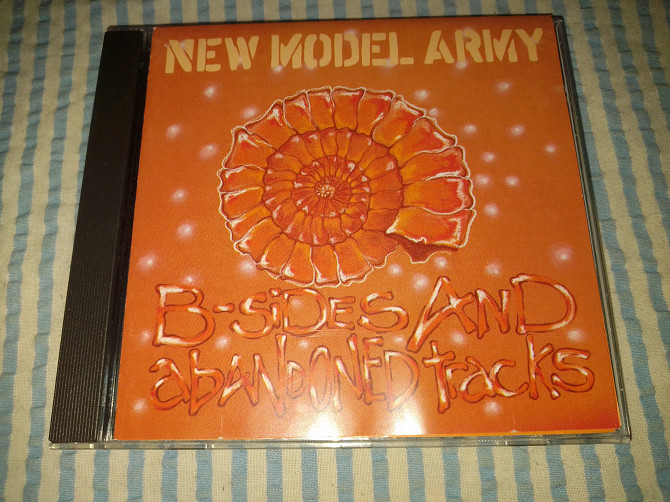 NEW MODEL ARMY
B-SiDES AND
abANDONED tracks